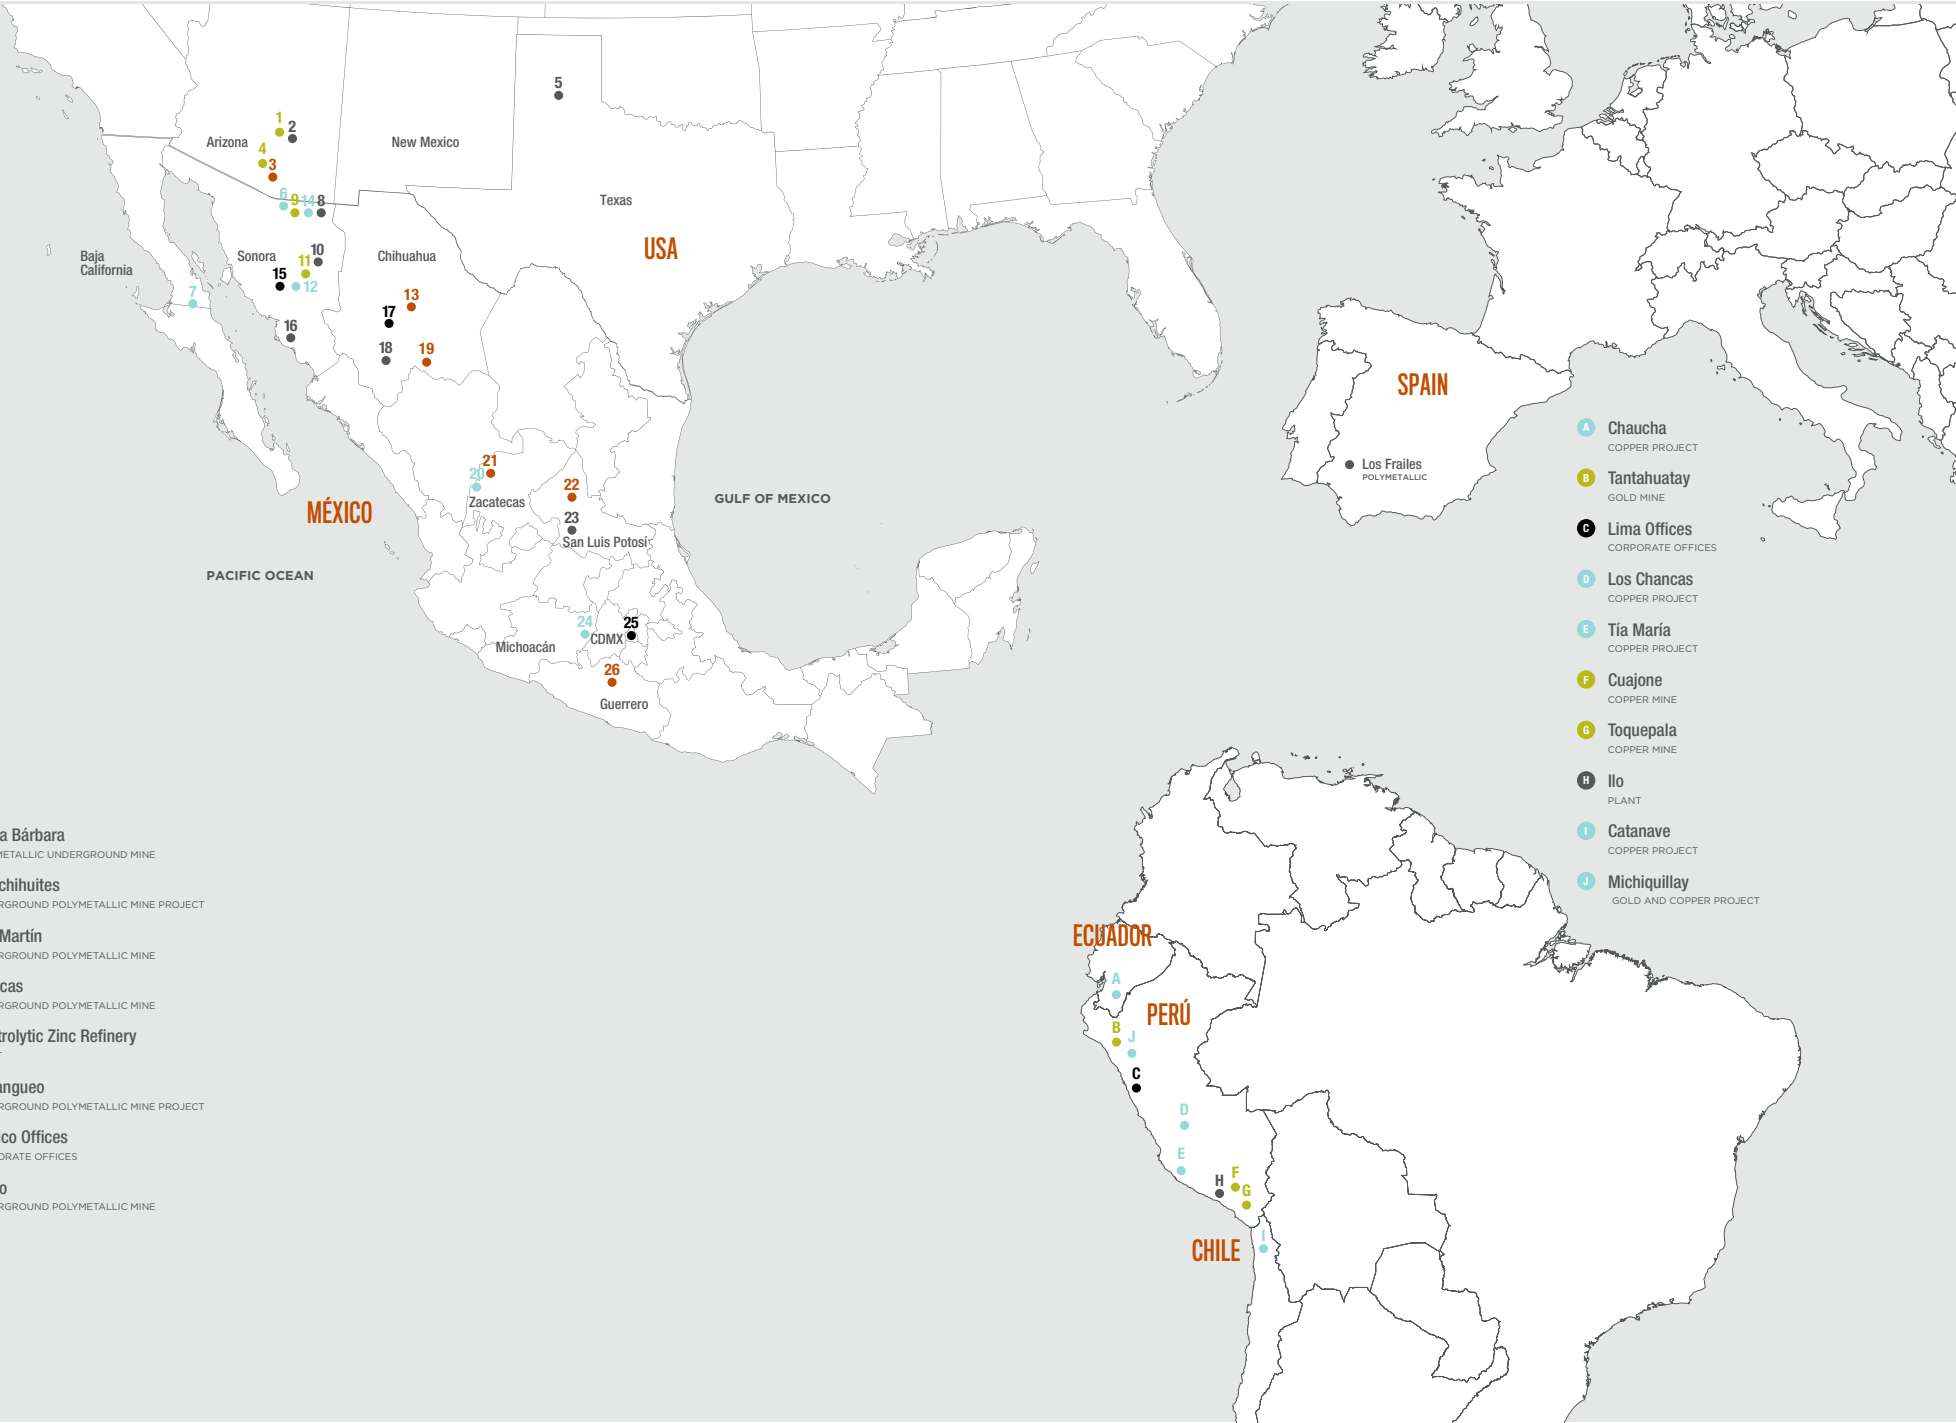 5
1
2
Arizona
New Mexico
4
3
6
9
14
8
Texas
USA
Baja
California
Sonora
10
11
15
12
Chihuahua
7
13
17
16
18
19
21
20
Zacatecas
22
23
San Luis Potosí
MÉXICO
GULF OF MEXICO
PACIFIC OCEAN
24
25
CDMX
Michoacán
26
Guerrero
SPAIN
Los Frailes
POLYMETALLIC
A Chaucha
COPPER PROJECT
B Tantahuatay
GOLD MINE
C Lima Offices
CORPORATE OFFICES
D Los Chancas
COPPER PROJECT
E Tía María
COPPER PROJECT
F Cuajone
COPPER MINE
G Toquepala
COPPER MINE
H Ilo
PLANT
I Catanave
COPPER PROJECT
J Michiquillay
GOLD AND COPPER PROJECT
a Bárbara
METALLIC UNDERGROUND MINE
chihuites
RGROUND POLYMETALLIC MINE PROJECT
Martín
RGROUND POLYMETALLIC MINE
cas
RGROUND POLYMETALLIC MINE
trolytic Zinc Refinery
angueo
RGROUND POLYMETALLIC MINE PROJECT
ico Offices
ORATE OFFICES
o
RGROUND POLYMETALLIC MINE
ECUADOR
A
PERÚ
B
J
C
D
E
H
F
G
I
CHILE